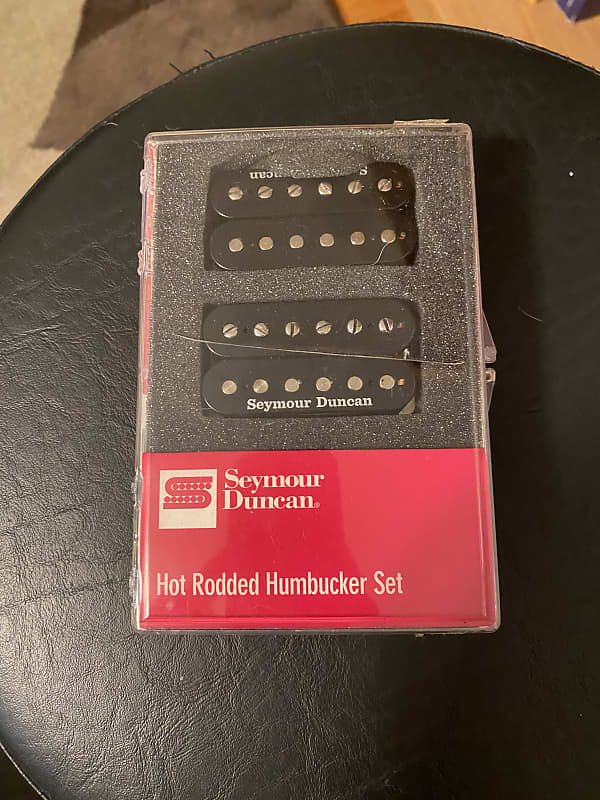 Seymour Duncan
Seymour
Duncan®
Hot Rodded Humbucker Set